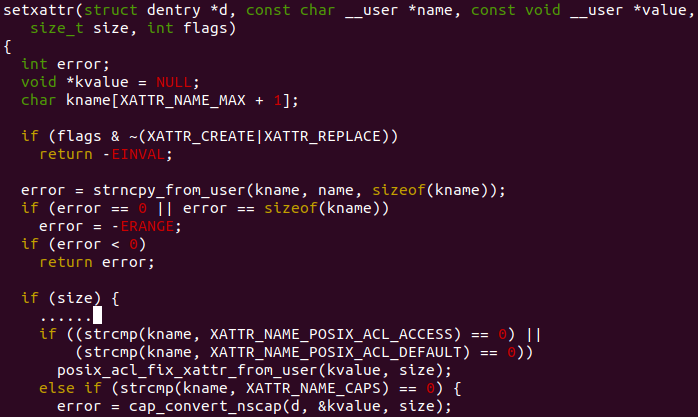 setxattr(struct dentry *d, const char __user *name, const void __user *value,
   size_t size, int flags)
{
  int error;
  void *kvalue = NULL;
  char kname[XATTR_NAME_MAX + 1];

  if (flags & ~(XATTR_CREATE|XATTR_REPLACE))
    return -EINVAL;

  error = strncpy_from_user(kname, name, sizeof(kname));
  if (error == 0 || error == sizeof(kname))
    error = -ERANGE;
  if (error < 0)
    return error;

  if (size) {
    ......
    if ((strcmp(kname, XATTR_NAME_POSIX_ACL_ACCESS) == 0) ||
        (strcmp(kname, XATTR_NAME_POSIX_ACL_DEFAULT) == 0))
      posix_acl_fix_xattr_from_user(kvalue, size);
    else if (strcmp(kname, XATTR_NAME_CAPS) == 0) {
      error = cap_convert_nscap(d, &kvalue, size);